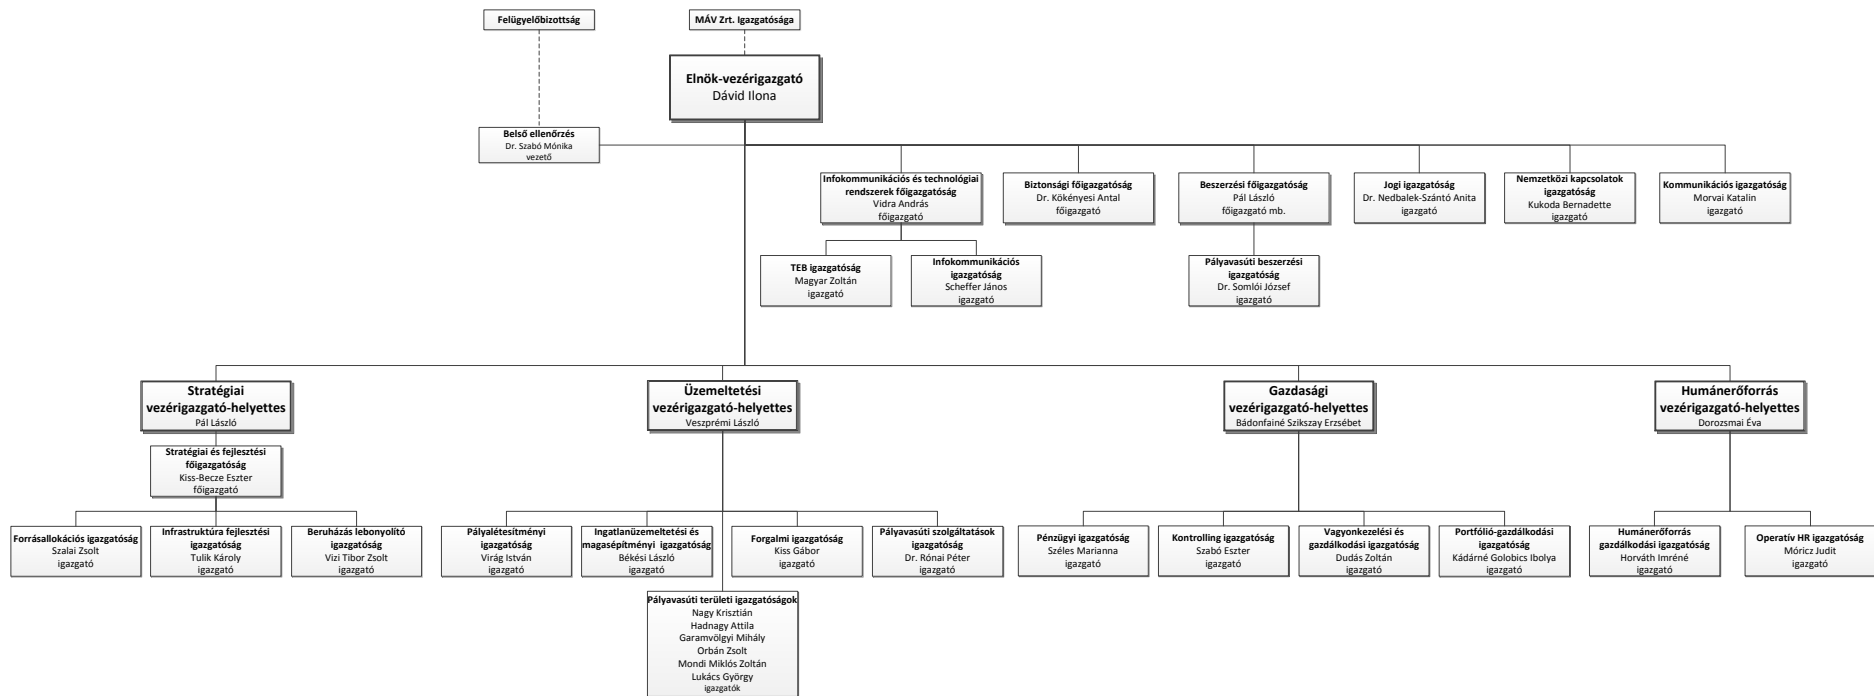 Felügyelőbizottság
MÁV Zrt. Igazgatósága
Elnök-vezérigazgató
Dávid Ilona
Belső ellenőrzés
Dr. Szabó Mónika
vezető
Infokommunikációs és technológiai
rendszerek főigazgatóság
Vidra András
főigazgató
Biztonsági főigazgatóság
Dr. Kökényesi Antal
főigazgató
Beszerzési főigazgatóság
Pál László
főigazgató mb.
Jogi igazgatóság
Dr. Nedbalek-Szántó Anita
igazgató
Nemzetközi kapcsolatok
igazgatóság
Kukoda Bernadette
igazgató
Kommunikációs igazgatóság
Morvai Katalin
igazgató
TEB igazgatóság
Magyar Zoltán
igazgató
Infokommunikációs
igazgatóság
Scheffer János
igazgató
Pályavasúti beszerzési
igazgatóság
Dr. Somlói József
igazgató
Stratégiai
vezérigazgató-helyettes
Pál László
Üzemeltetési
vezérigazgató-helyettes
Veszprémi László
Gazdasági
vezérigazgató-helyettes
Bádonfainé Szikszay Erzsébet
Humánerőforrás
vezérigazgató-helyettes
Dorozsmai Éva
Stratégiai és fejlesztési
főigazgatóság
Kiss-Becze Eszter
főigazgató
Forrásallokációs igazgatóság
Szalai Zsolt
igazgató
Infrastruktúra fejlesztési
igazgatóság
Tulik Károly
igazgató
Beruházás lebonyolító
igazgatóság
Vizi Tibor Zsolt
igazgató
Pályalétesítményi
igazgatóság
Virág István
igazgató
Ingatlanüzemeltetési és
magasépítményi igazgatóság
Békési László
igazgató
Forgalmi igazgatóság
Kiss Gábor
igazgató
Pályavasúti szolgáltatások
igazgatóság
Dr. Rónai Péter
igazgató
Pénzügyi igazgatóság
Széles Marianna
igazgató
Kontrolling igazgatóság
Szabó Eszter
igazgató
Vagyonkezelési és
gazdálkodási igazgatóság
Dudás Zoltán
igazgató
Portfólió-gazdálkodási
igazgatóság
Kádárné Golobics Ibolya
igazgató
Humánerőforrás
gazdálkodási igazgatóság
Horváth Imréné
igazgató
Operatív HR igazgatóság
Móricz Judit
igazgató
Pályavasúti területi igazgatóságok
Nagy Krisztián
Hadnagy Attila
Garamvölgyi Mihály
Orbán Zsolt
Mondi Miklós Zoltán
Lukács György
igazgatók